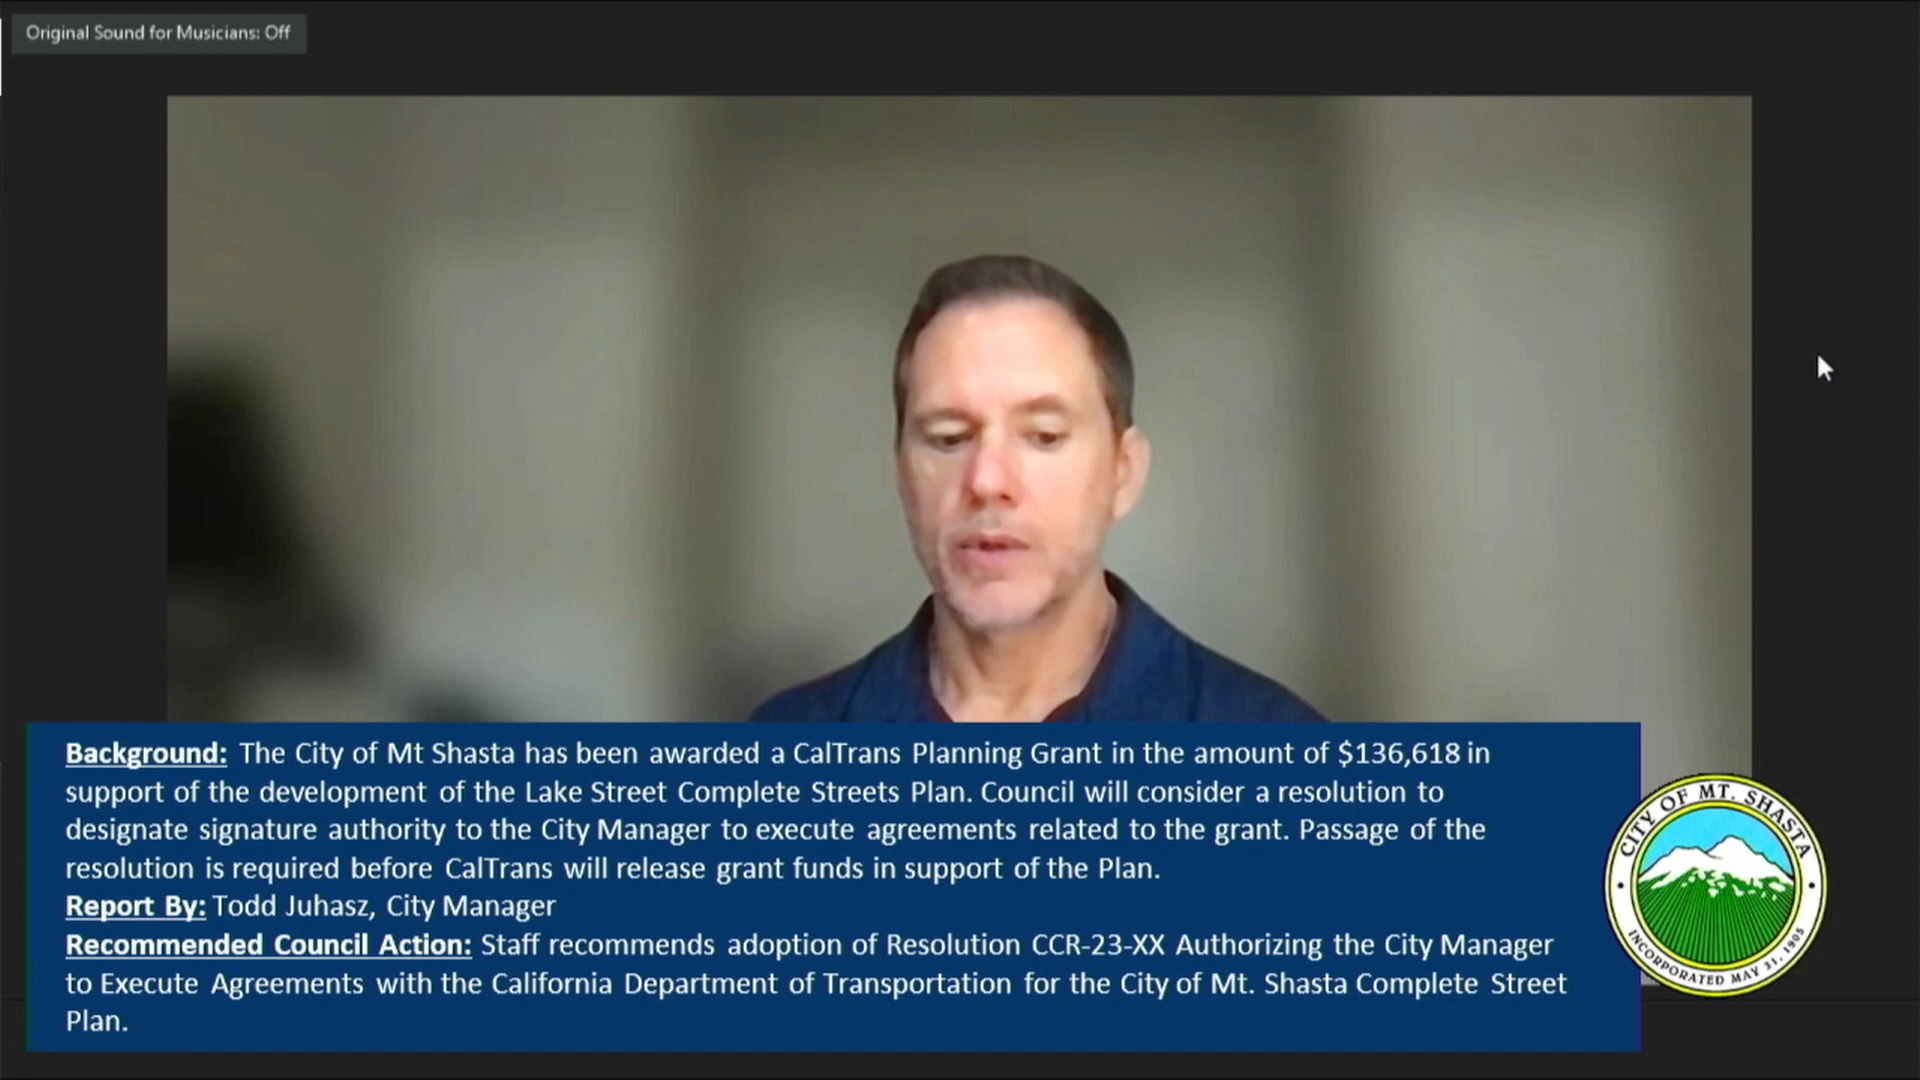 Original Sound for Musicians: Off
Background: The City of Mt Shasta has been awarded a CalTrans Planning Grant in the amount of $136,618 in
support of the development of the Lake Street Complete Streets Plan. Council will consider a resolution to
designate signature authority to the City Manager to execute agreements related to the grant. Passage of the
resolution is required before CalTrans will release grant funds in support of the Plan.
Report By: Todd Juhasz, City Manager
Recommended Council Action: Staff recommends adoption of Resolution CCR-23-XX Authorizing the City Manager
to Execute Agreements with the California Department of Transportation for the City of Mt. Shasta Complete Street
Plan.
CITY OF MT. SHASTA
INCORPORATED MAY 31, 1905